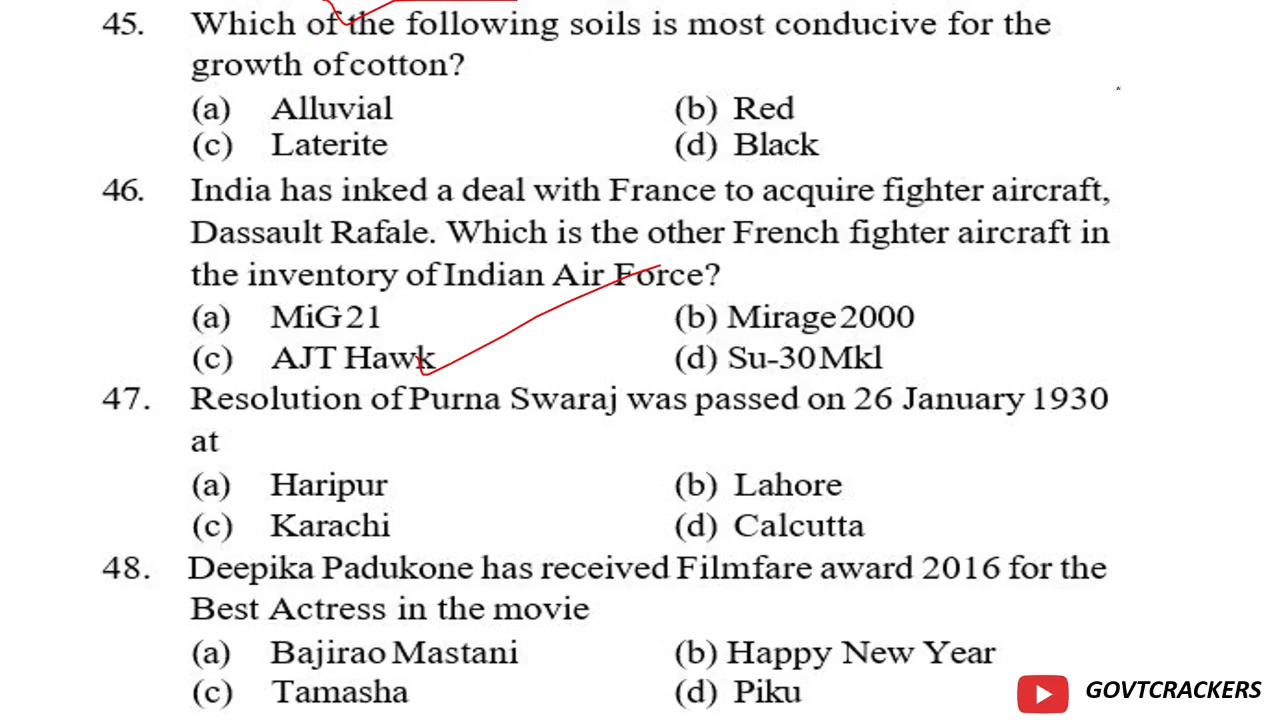 45. Which of the following soils is most conducive for the
growth of cotton?
(a) Alluvial (b) Red
(c) Laterite (d) Black
46. India has inked a deal with France to acquire fighter aircraft,
Dassault Rafale. Which is the other French fighter aircraft in
the inventory of Indian Air Force?
(a) MiG 21 (b) Mirage 2000
(c) AJT Hawk (d) Su-30 Mkl
47. Resolution of Purna Swaraj was passed on 26 January 1930
at
(a) Haripur (b) Lahore
(c) Karachi (d) Calcutta
48. Deepika Padukone has received Filmfare award 2016 for the
Best Actress in the movie
(a) Bajirao Mastani (b) Happy New Year
(c) Tamasha (d) Piku
GOVTCRACKERS